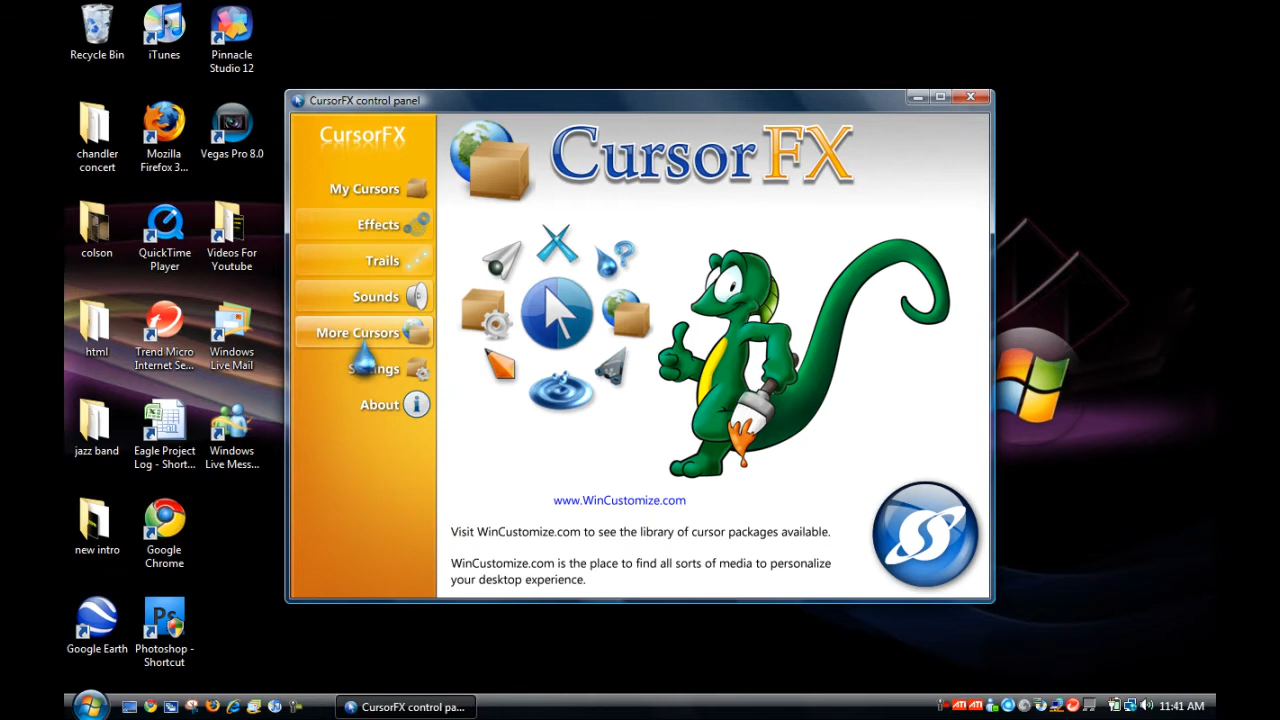 Recycle Bin
iTunes
Pinnacle
Studio 12
chandler
concert
Mozilla
Firefox 3...
Vegas Pro 8.0
colson
QuickTime
Player
Videos For
Youtube
html
Trend Micro
Internet Se...
Windows
Live Mail
jazz band
Eagle Project
Log - Short...
Windows
Live Mess...
new intro
Google
Chrome
Google Earth
Ps
Photoshop -
Shortcut
CursorFX control panel
CursorFX
My Cursors
Effects
Trails
Sounds
More Cursors
Settings
About
CursorFX
www.WinCustomize.com
Visit WinCustomize.com to see the library of cursor packages available.
WinCustomize.com is the place to find all sorts of media to personalize
your desktop experience.
CursorFX control pa...
ATI ATI
11:41 AM